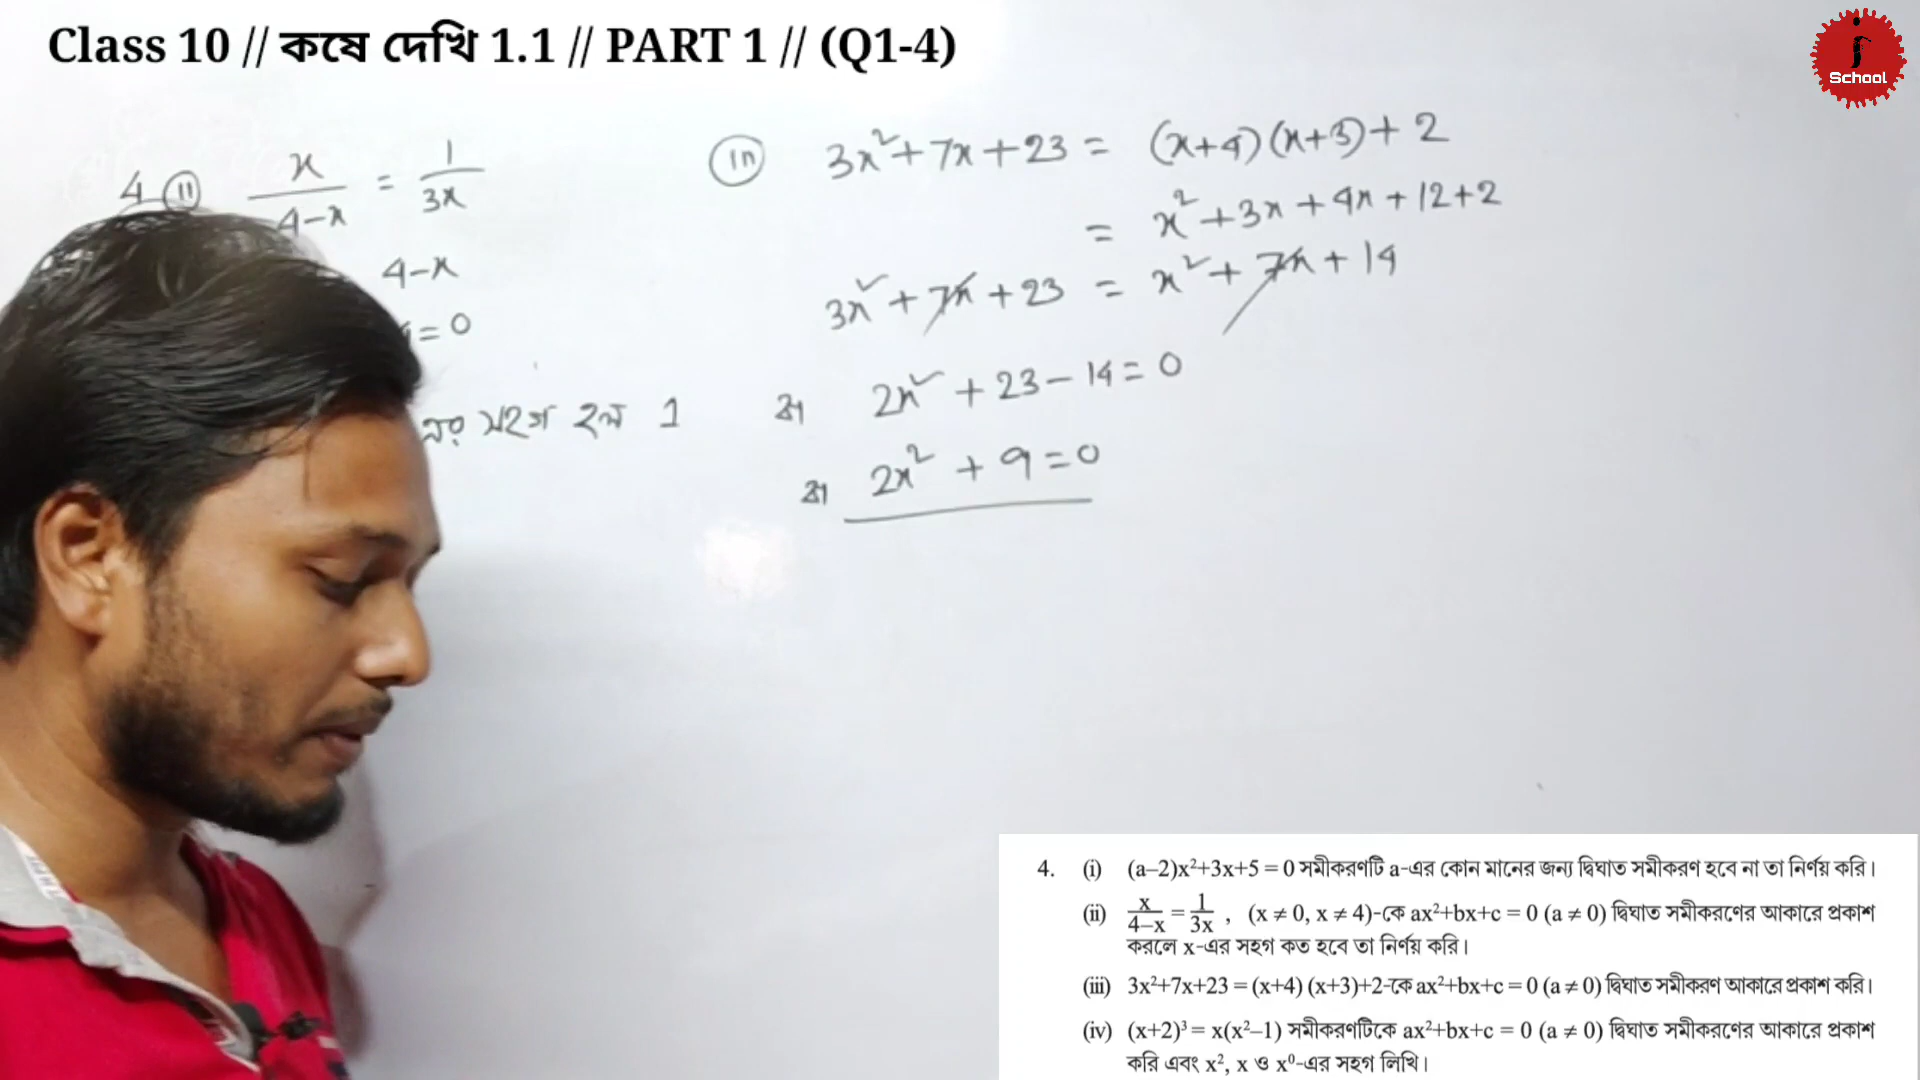 Class 10 // কষে দেখি 1.1 // PART 1 // (Q1-4)
School
4 (ii) x/4-x = 1/3x
4-x
= 0
এর সহগ হল 1
(iii) 3x²+7x+23 = (x+4)(x+3)+2
= x²+3x+4x+12+2
3x²+7x+23 = x²+7x+14
বা 2x²+23-14=0
বা 2x²+9=0
4. (i) (a–2)x²+3x+5 = 0 সমীকরণটি a-এর কোন মানের জন্য দ্বিঘাত সমীকরণ হবে না তা নির্ণয় করি।
(ii) x/4–x = 1/3x , (x ≠ 0, x ≠ 4)-কে ax²+bx+c = 0 (a ≠ 0) দ্বিঘাত সমীকরণের আকারে প্রকাশ
করলে x-এর সহগ কত হবে তা নির্ণয় করি।
(iii) 3x²+7x+23 = (x+4) (x+3)+2-কে ax²+bx+c = 0 (a ≠ 0) দ্বিঘাত সমীকরণ আকারে প্রকাশ করি।
(iv) (x+2)³ = x(x²–1) সমীকরণটিকে ax²+bx+c = 0 (a ≠ 0) দ্বিঘাত সমীকরণের আকারে প্রকাশ
করি এবং x², x ও x⁰-এর সহগ লিখি।